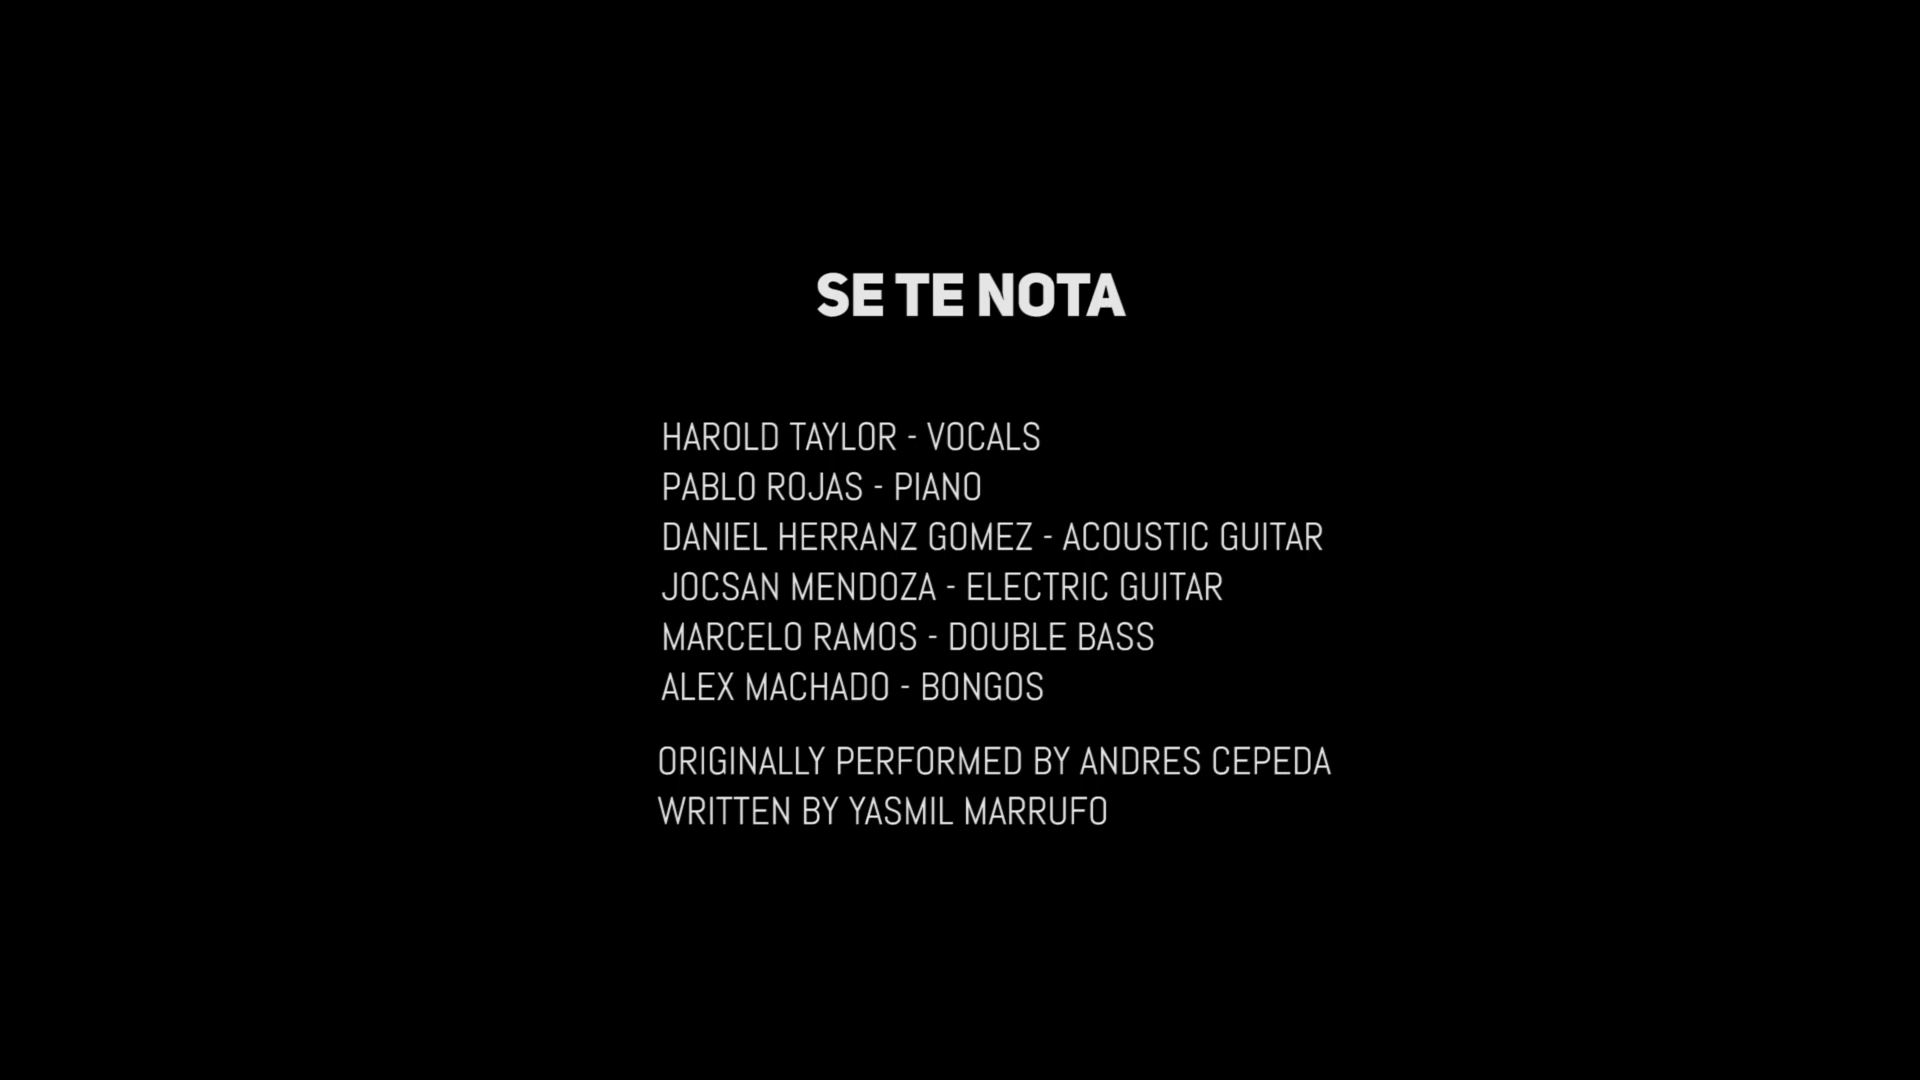 SE TE NOTA
HAROLD TAYLOR - VOCALS
PABLO ROJAS - PIANO
DANIEL HERRANZ GOMEZ - ACOUSTIC GUITAR
JOCSAN MENDOZA - ELECTRIC GUITAR
MARCELO RAMOS - DOUBLE BASS
ALEX MACHADO - BONGOS
ORIGINALLY PERFORMED BY ANDRES CEPEDA
WRITTEN BY YASMIL MARRUFO